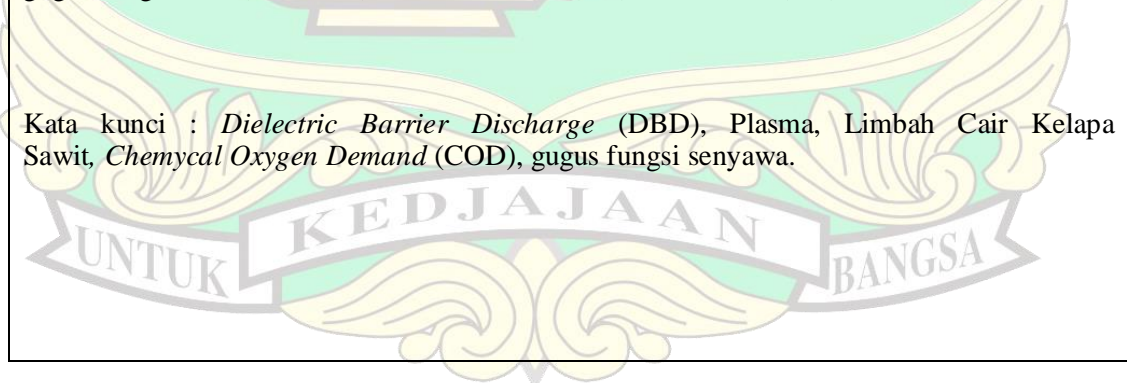 Kata kunci : Dielectric Barrier Discharge (DBD), Plasma, Limbah Cair Kelapa
Sawit, Chemycal Oxygen Demand (COD), gugus fungsi senyawa.
UNTUK KEDJAJAAN BANGSA